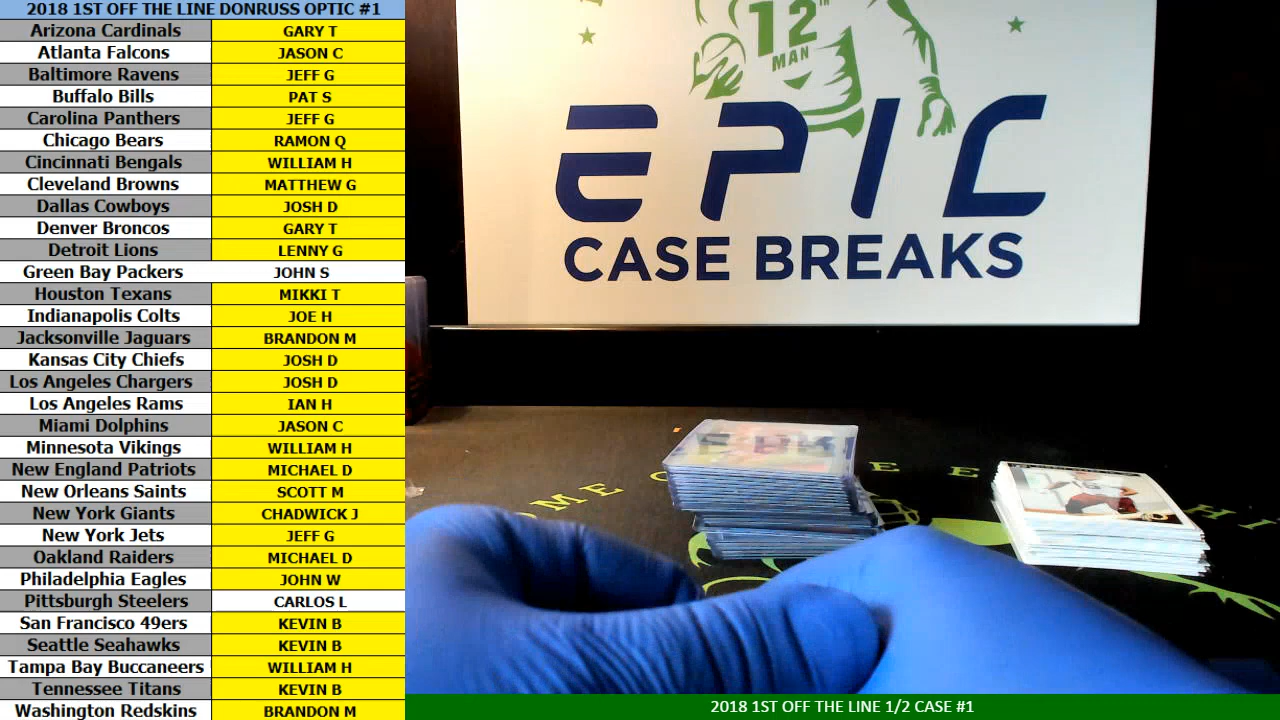 2018 1ST OFF THE LINE DONRUSS OPTIC #1
Arizona Cardinals GARY T
Atlanta Falcons JASON C
Baltimore Ravens JEFF G
Buffalo Bills PAT S
Carolina Panthers JEFF G
Chicago Bears RAMON Q
Cincinnati Bengals WILLIAM H
Cleveland Browns MATTHEW G
Dallas Cowboys JOSH D
Denver Broncos GARY T
Detroit Lions LENNY G
Green Bay Packers JOHN S
Houston Texans MIKKI T
Indianapolis Colts JOE H
Jacksonville Jaguars BRANDON M
Kansas City Chiefs JOSH D
Los Angeles Chargers JOSH D
Los Angeles Rams IAN H
Miami Dolphins JASON C
Minnesota Vikings WILLIAM H
New England Patriots MICHAEL D
New Orleans Saints SCOTT M
New York Giants CHADWICK J
New York Jets JEFF G
Oakland Raiders MICHAEL D
Philadelphia Eagles JOHN W
Pittsburgh Steelers CARLOS L
San Francisco 49ers KEVIN B
Seattle Seahawks KEVIN B
Tampa Bay Buccaneers WILLIAM H
Tennessee Titans KEVIN B
Washington Redskins BRANDON M
12TH
MAN
EPIC
CASE BREAKS
2018 1ST OFF THE LINE 1/2 CASE #1